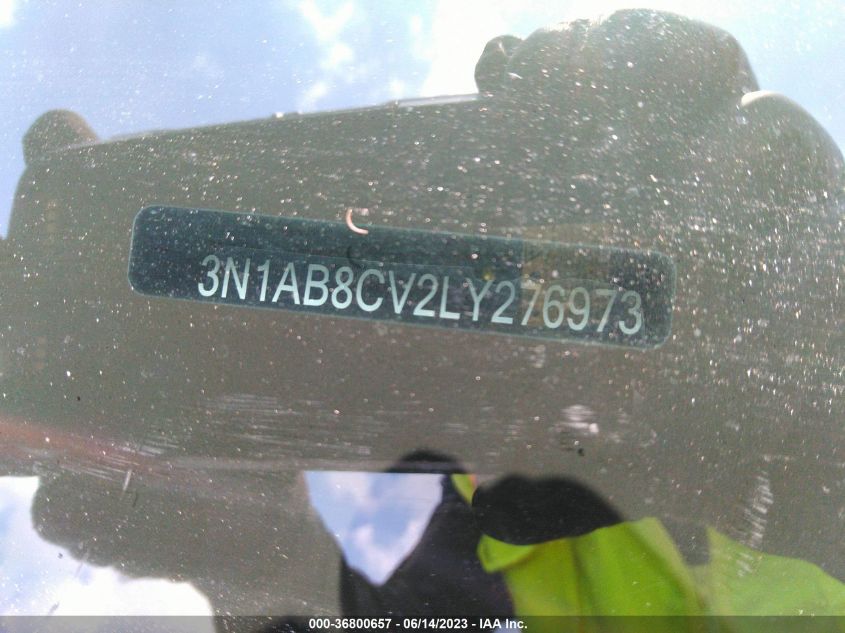 3N1AB8CV2LY276973
000-36800657 - 06/14/2023 - IAA Inc.